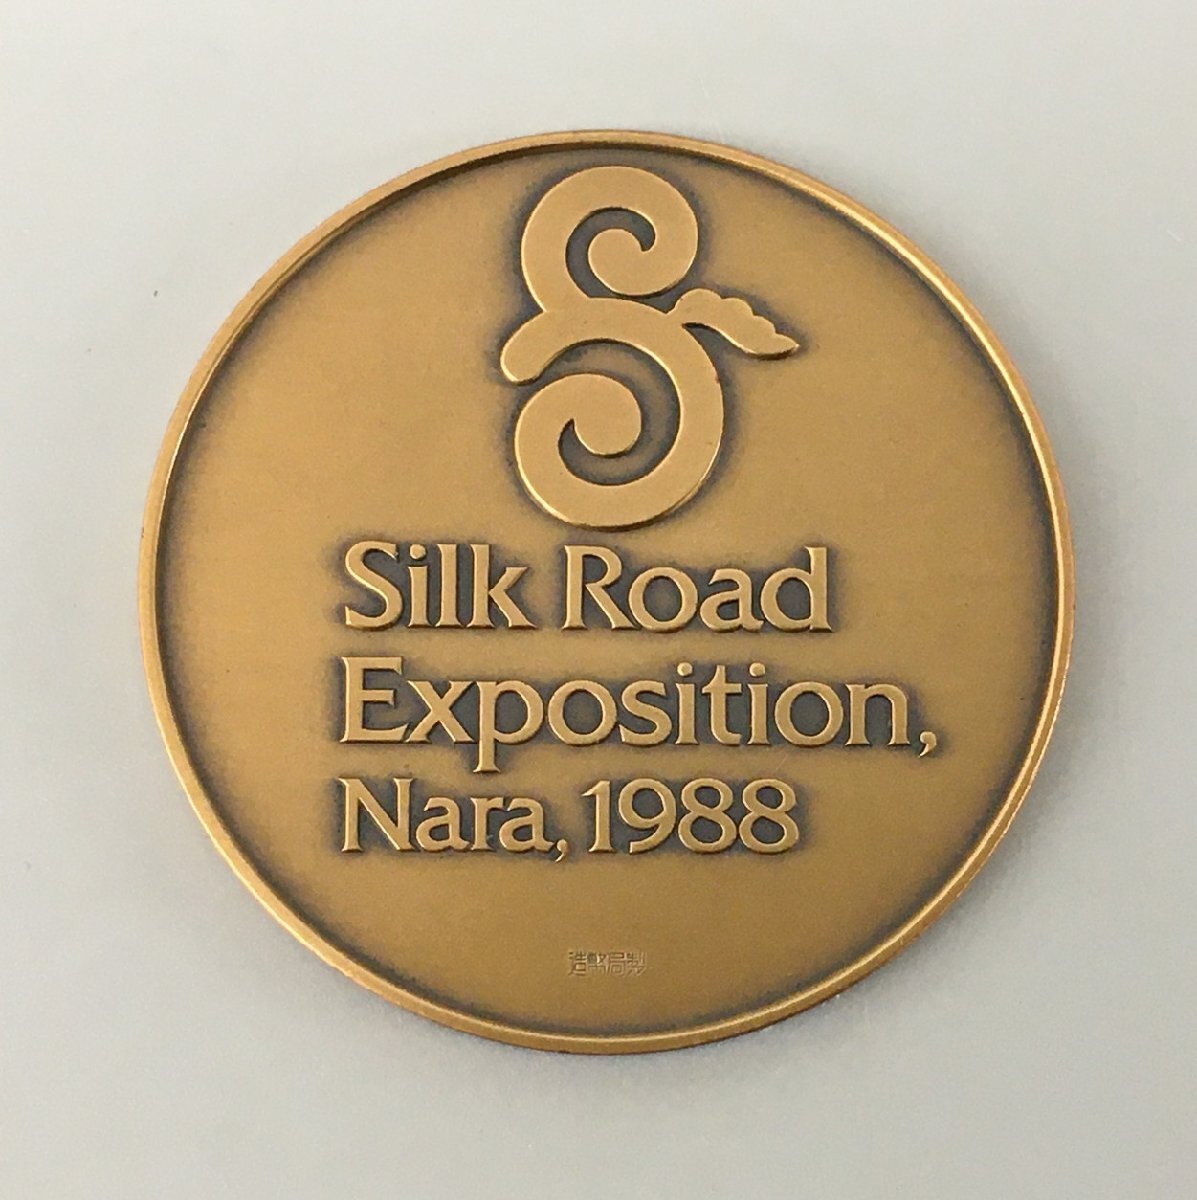 Silk Road
Exposition,
Nara, 1988
造幣局製